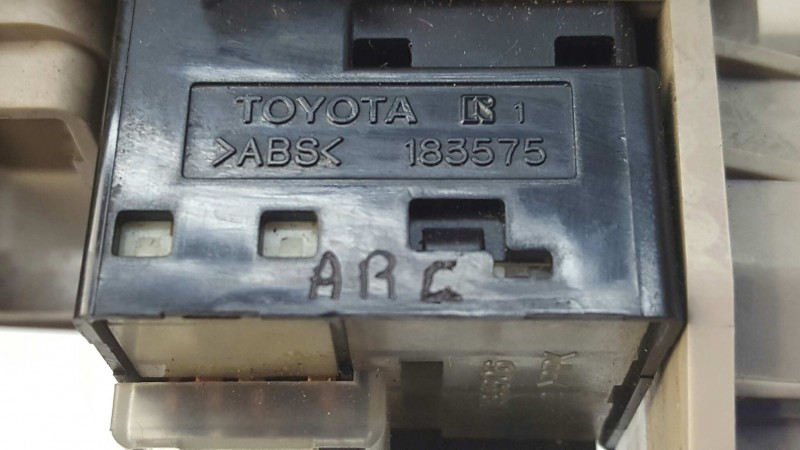 TOYOTA R 1
>ABS< 183575
ARC